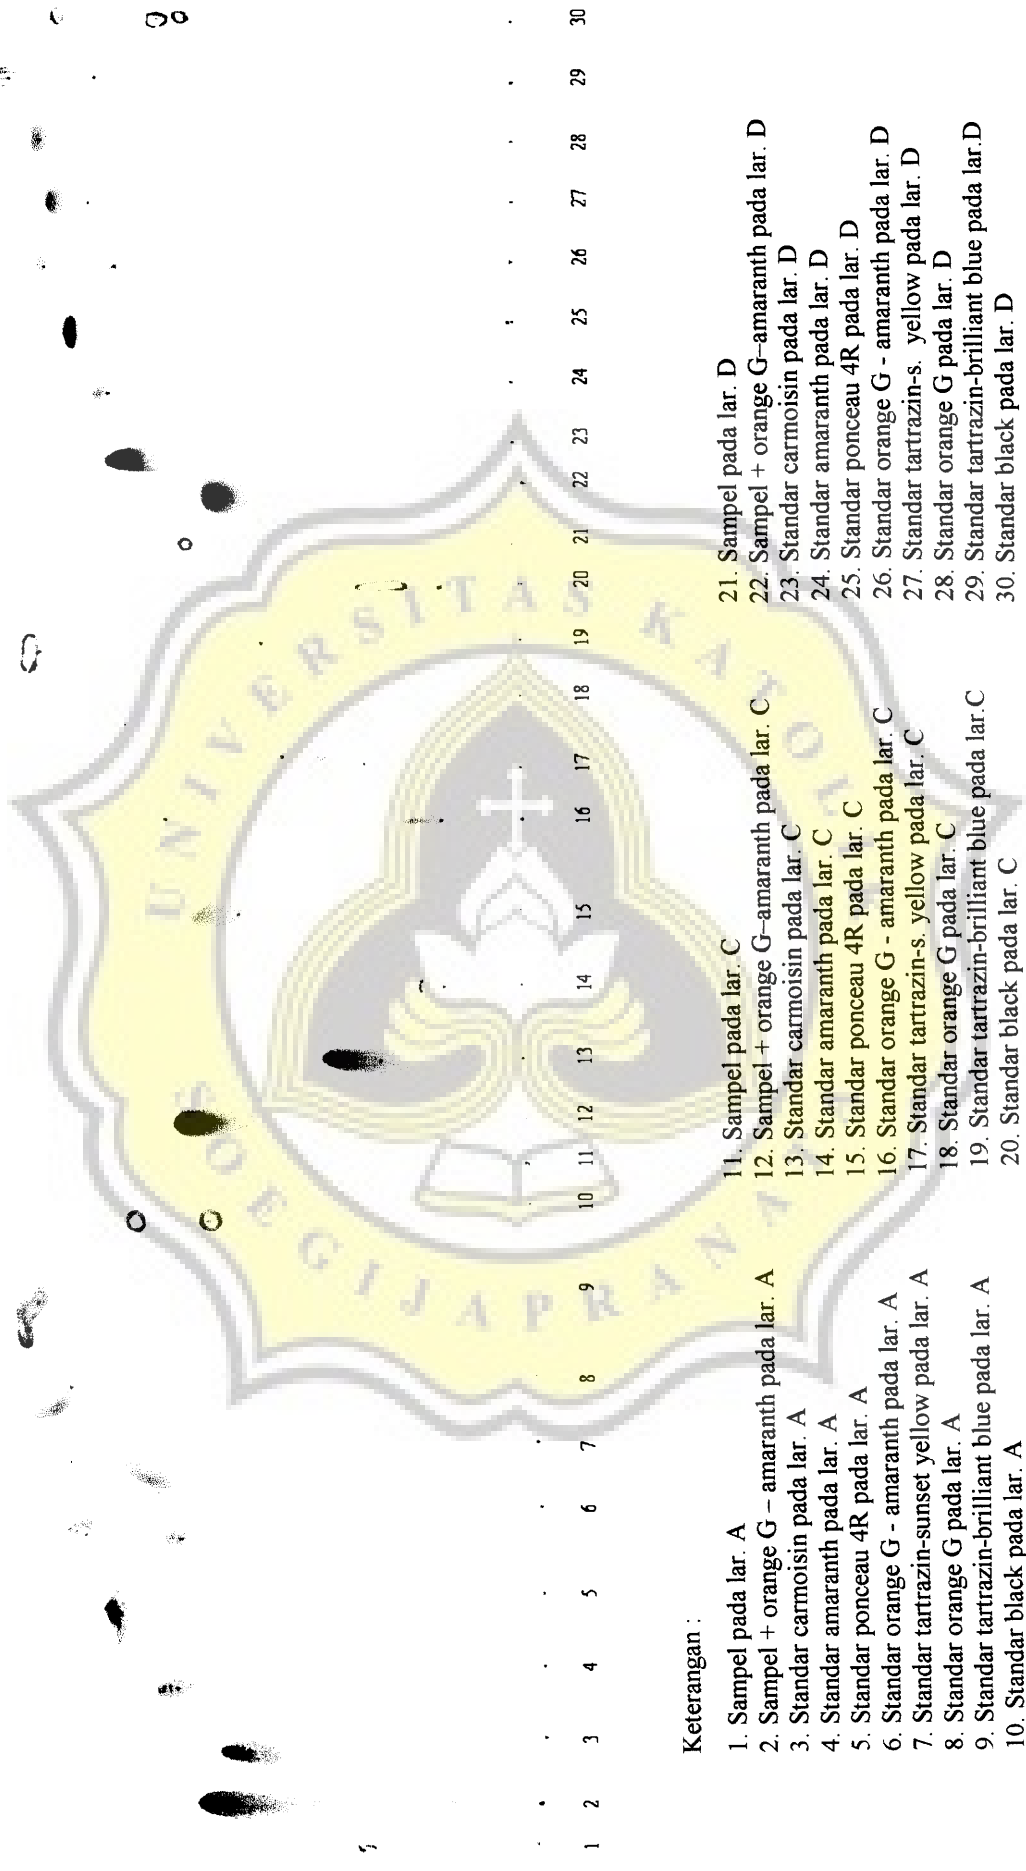 1 2 3 4 5 6 7 8 9 10 11 12 13 14 15 16 17 18 19 20 21 22 23 24 25 26 27 28 29 30
UNIVERSITAS KATOLIK
SOEGIJAPRANATA
Keterangan :
1. Sampel pada lar. A
2. Sampel + orange G – amaranth pada lar. A
3. Standar carmoisin pada lar. A
4. Standar amaranth pada lar. A
5. Standar ponceau 4R pada lar. A
6. Standar orange G - amaranth pada lar. A
7. Standar tartrazin-sunset yellow pada lar. A
8. Standar orange G pada lar. A
9. Standar tartrazin-brilliant blue pada lar. A
10. Standar black pada lar. A
11. Sampel pada lar. C
12. Sampel + orange G–amaranth pada lar. C
13. Standar carmoisin pada lar. C
14. Standar amaranth pada lar. C
15. Standar ponceau 4R pada lar. C
16. Standar orange G - amaranth pada lar. C
17. Standar tartrazin-s. yellow pada lar. C
18. Standar orange G pada lar. C
19. Standar tartrazin-brilliant blue pada lar.C
20. Standar black pada lar. C
21. Sampel pada lar. D
22. Sampel + orange G–amaranth pada lar. D
23. Standar carmoisin pada lar. D
24. Standar amaranth pada lar. D
25. Standar ponceau 4R pada lar. D
26. Standar orange G - amaranth pada lar. D
27. Standar tartrazin-s. yellow pada lar. D
28. Standar orange G pada lar. D
29. Standar tartrazin-brilliant blue pada lar.D
30. Standar black pada lar. D